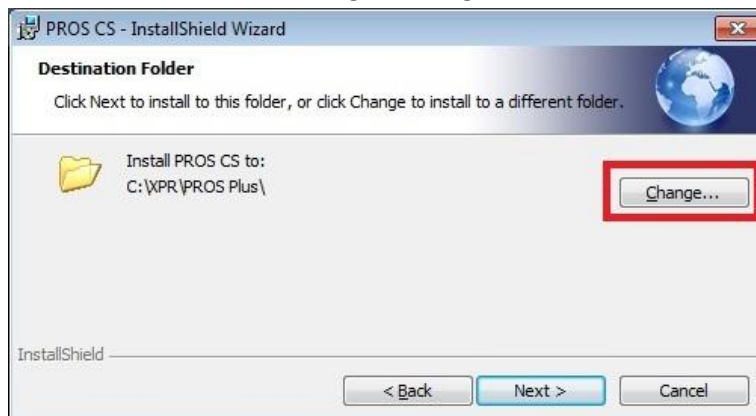 PROS CS - InstallShield Wizard
Destination Folder
Click Next to install to this folder, or click Change to install to a different folder.
Install PROS CS to:
C:\XPR\PROS Plus\
Change...
InstallShield
< Back
Next >
Cancel